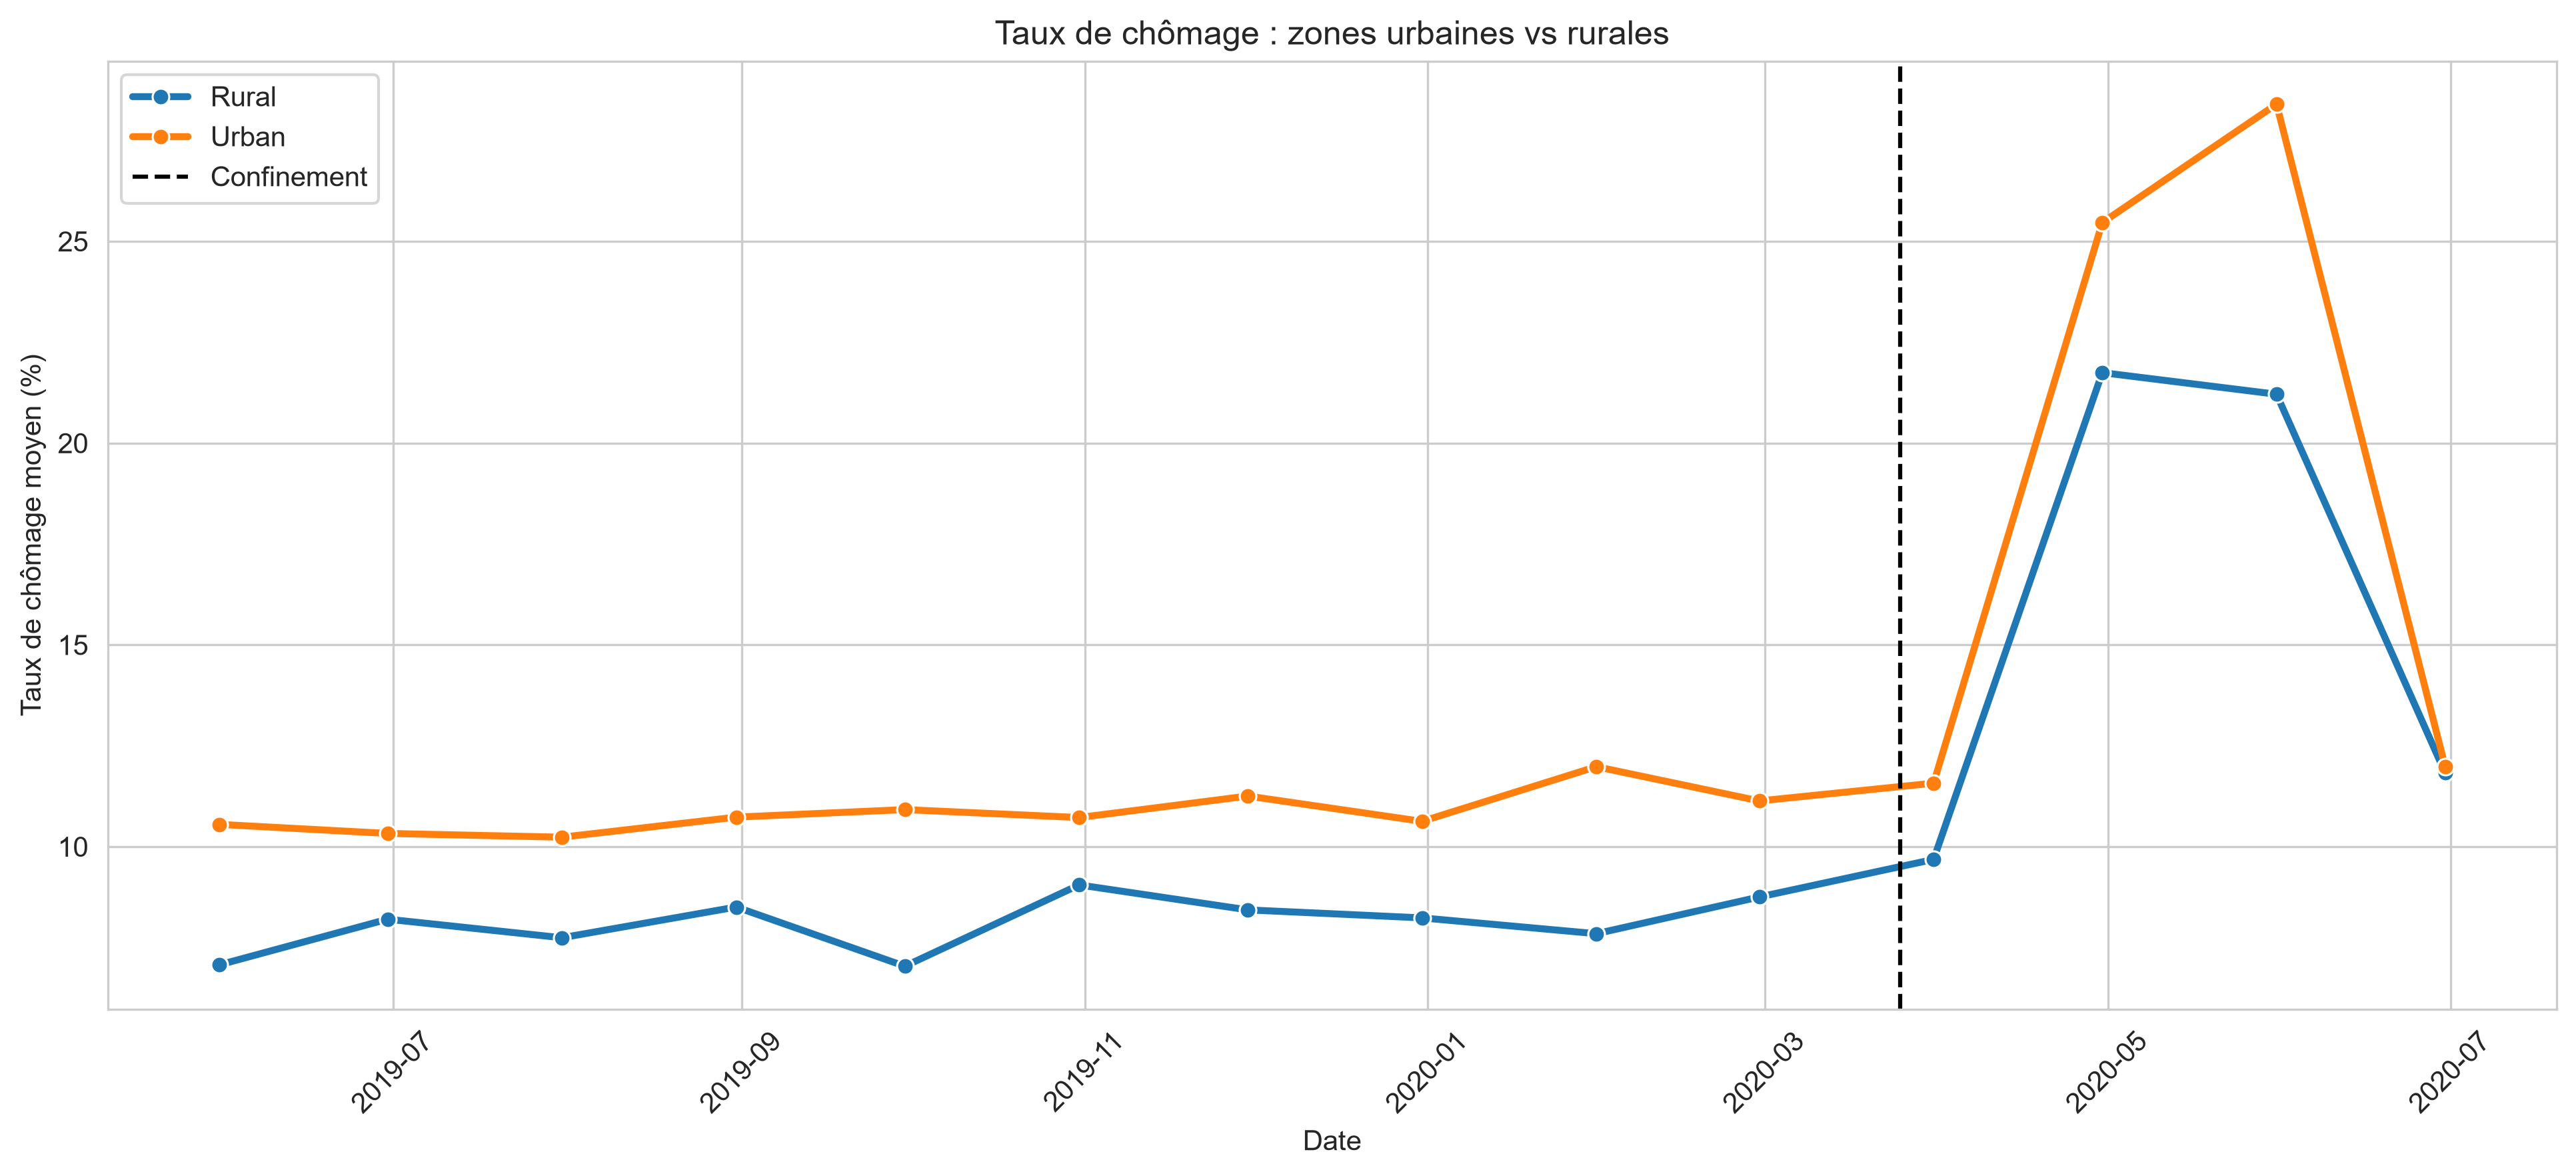 Taux de chômage : zones urbaines vs rurales
Rural
Urban
Confinement
Taux de chômage moyen (%)
25
20
15
10
2019-07
2019-09
2019-11
2020-01
2020-03
2020-05
2020-07
Date